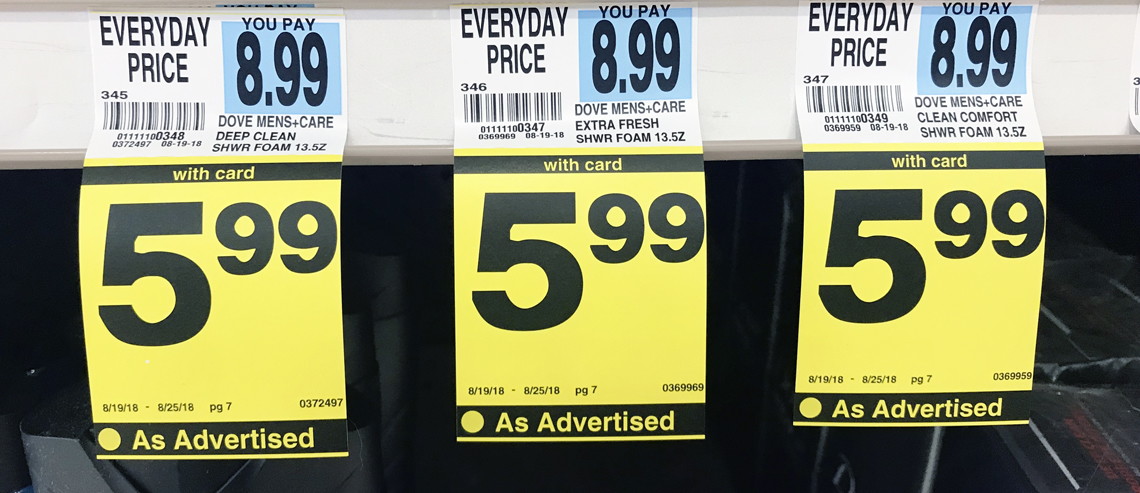 EVERYDAY
PRICE
YOU PAY
8.99
345
01111100348
0372497 08-19-18
DOVE MENS+CARE
DEEP CLEAN
SHWR FOAM 13.5Z
with card
5 99
8/19/18 - 8/25/18 pg 7 0372497
As Advertised
EVERYDAY
PRICE
YOU PAY
8.99
346
01111100347
0369969 08-19-18
DOVE MENS+CARE
EXTRA FRESH
SHWR FOAM 13.5Z
with card
5 99
8/19/18 - 8/25/18 pg 7 0369969
As Advertised
EVERYDAY
PRICE
YOU PAY
8.99
347
01111100349
0369959 08-19-18
DOVE MENS+CARE
CLEAN COMFORT
SHWR FOAM 13.5Z
with card
5 99
8/19/18 - 8/25/18 pg 7 0369959
As Advertised